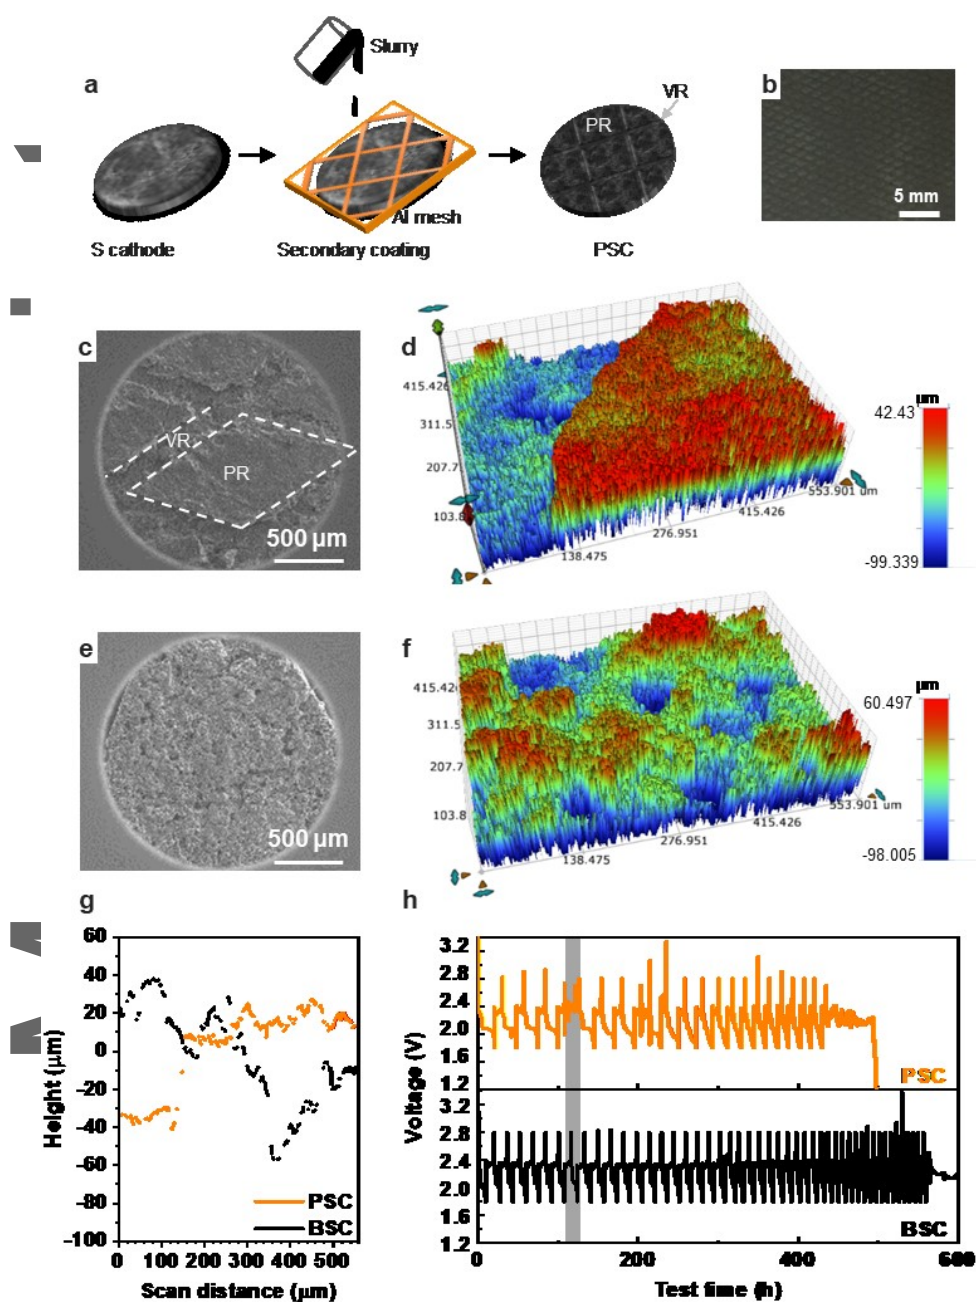 a
Slurry
S cathode
Al mesh
Secondary coating
PR
VR
PSC
b
5 mm
c
VR
PR
500 µm
d
415.426
311.5
207.7
103.8
138.475
276.951
415.426
553.901 um
µm
42.43
-99.339
e
500 µm
f
415.426
311.5
207.7
103.8
138.475
276.951
415.426
553.901 um
µm
60.497
-98.005
g
60
40
20
0
-20
-40
-60
-80
-100
Height (µm)
PSC
BSC
0 100 200 300 400 500
Scan distance (µm)
h
3.2
2.8
2.4
2.0
1.6
1.2
PSC
3.2
2.8
2.4
2.0
1.6
1.2
BSC
Voltage (V)
0 200 400 600
Test time (h)